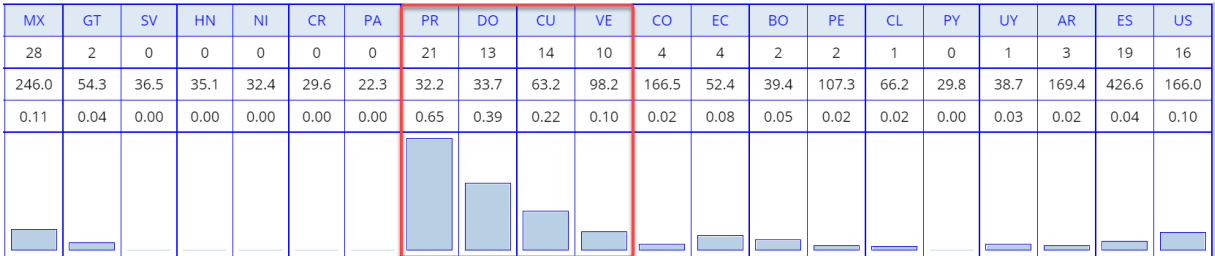 MX GT SV HN NI CR PA PR DO CU VE CO EC BO PE CL PY UY AR ES US
28 2 0 0 0 0 0 21 13 14 10 4 4 2 2 1 0 1 3 19 16
246.0 54.3 36.5 35.1 32.4 29.6 22.3 32.2 33.7 63.2 98.2 166.5 52.4 39.4 107.3 66.2 29.8 38.7 169.4 426.6 166.0
0.11 0.04 0.00 0.00 0.00 0.00 0.00 0.65 0.39 0.22 0.10 0.02 0.08 0.05 0.02 0.02 0.00 0.03 0.02 0.04 0.10